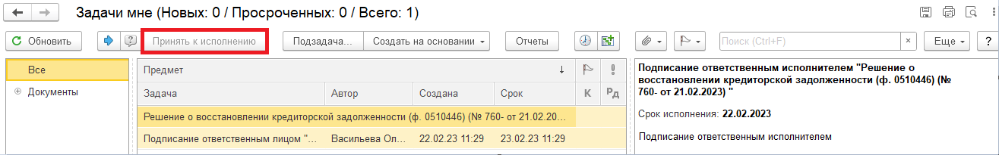 Задачи мне (Новых: 0 / Просроченных: 0 / Всего: 1)
Обновить Принять к исполнению Подзадача... Создать на основании Отчеты Поиск (Ctrl+F) × Еще ?
Все
Документы
Предмет ↓
Задача Автор Создана Срок К Рд
Решение о восстановлении кредиторской задолженности (ф. 0510446) (№ 760- от 21.02.20...
Подписание ответственным лицом "... Васильева Ол... 22.02.23 11:29 23.02.23 11:29
Подписание ответственным исполнителем "Решение о
восстановлении кредиторской задолженности (ф. 0510446) (№
760- от 21.02.2023) "
Срок исполнения: 22.02.2023
Подписание ответственным исполнителем